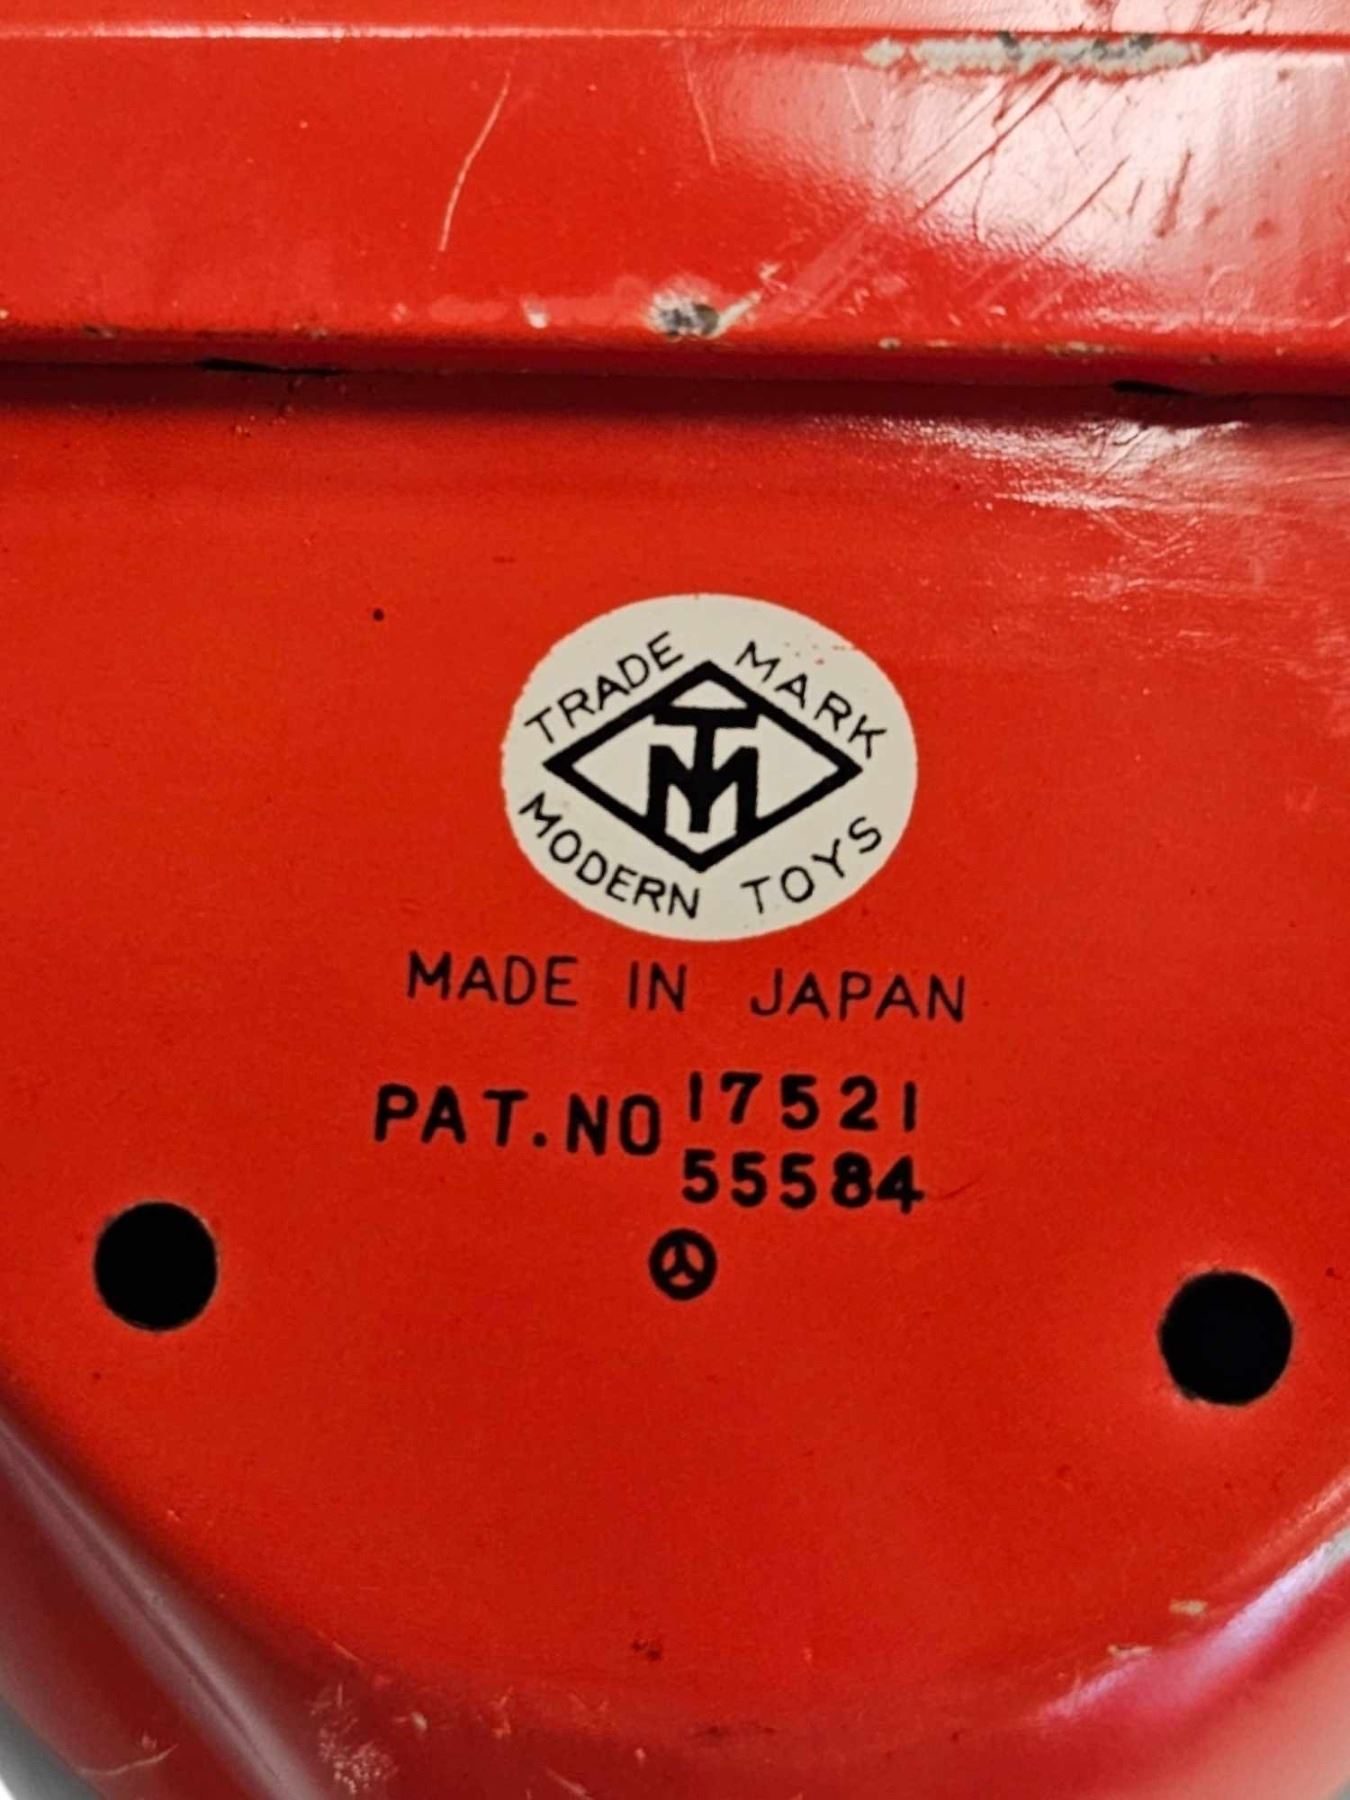 TRADE MARK
TM
MODERN TOYS
MADE IN JAPAN
PAT.NO 17521
55584